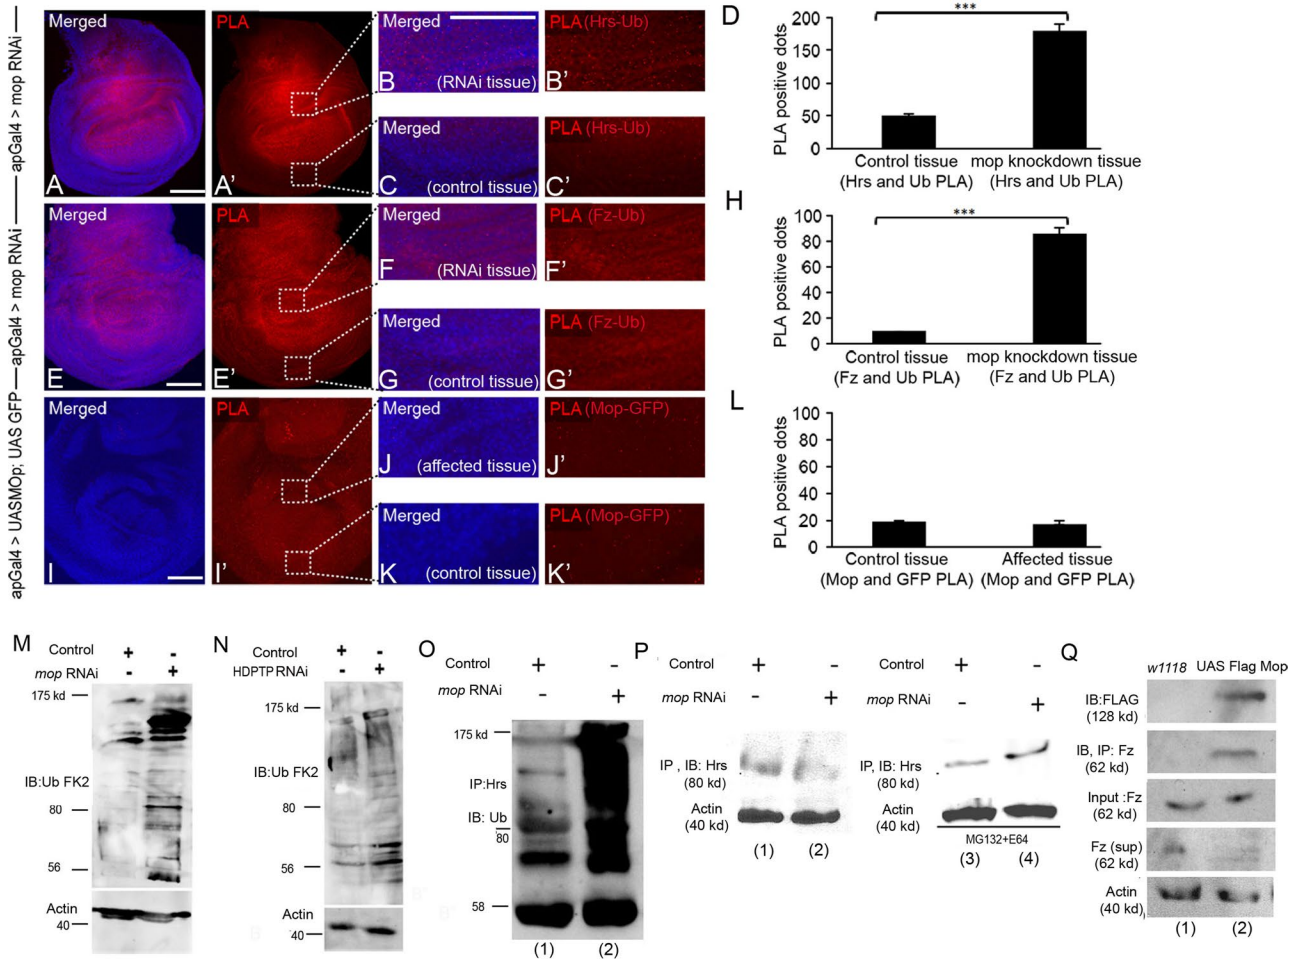 apGal4 > UASMOp; UAS GFP — apGal4 > mop RNAi — apGal4 > mop RNAi —
Merged
A
PLA
A’
Merged
B
(RNAi tissue)
PLA (Hrs-Ub)
B’
Merged
C
(control tissue)
PLA (Hrs-Ub)
C’
Merged
E
PLA
E’
Merged
F
(RNAi tissue)
PLA (Fz-Ub)
F’
Merged
G
(control tissue)
PLA (Fz-Ub)
G’
Merged
I
PLA
I’
Merged
J
(affected tissue)
PLA (Mop-GFP)
J’
Merged
K
(control tissue)
PLA (Mop-GFP)
K’
D
PLA positive dots
200
150
100
50
0
***
Control tissue
(Hrs and Ub PLA)
mop knockdown tissue
(Hrs and Ub PLA)
H
PLA positive dots
100
80
60
40
20
0
***
Control tissue
(Fz and Ub PLA)
mop knockdown tissue
(Fz and Ub PLA)
L
PLA positive dots
100
80
60
40
20
0
Control tissue
(Mop and GFP PLA)
Affected tissue
(Mop and GFP PLA)
M
Control + -
mop RNAi - +
175 kd
IB:Ub FK2
80
56
Actin
40
N
Control + -
HDPTP RNAi - +
175 kd
IB:Ub FK2
80
56
Actin
40
O
Control + -
mop RNAi - +
175 kd
IP:Hrs
IB: Ub
80
58
(1) (2)
P
Control + -
mop RNAi - +
IP , IB: Hrs
(80 kd)
Actin
(40 kd)
(1) (2)
Control + -
mop RNAi - +
IP, IB: Hrs
(80 kd)
Actin
(40 kd)
MG132+E64
(3) (4)
Q
w1118 UAS Flag Mop
IB:FLAG
(128 kd)
IB, IP: Fz
(62 kd)
Input :Fz
(62 kd)
Fz (sup)
(62 kd)
Actin
(40 kd)
(1) (2)